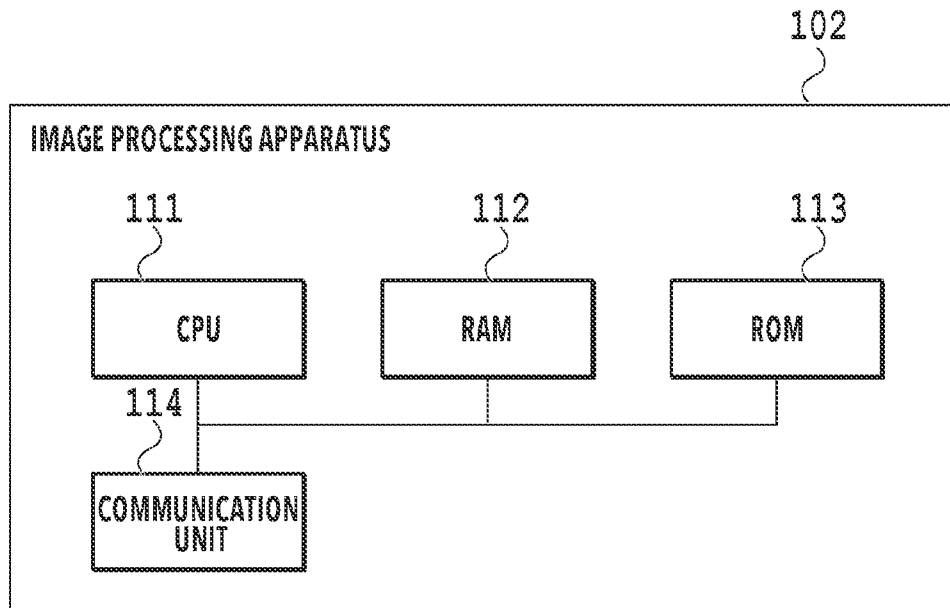 102
IMAGE PROCESSING APPARATUS
111
112
113
CPU
RAM
ROM
114
COMMUNICATION
UNIT